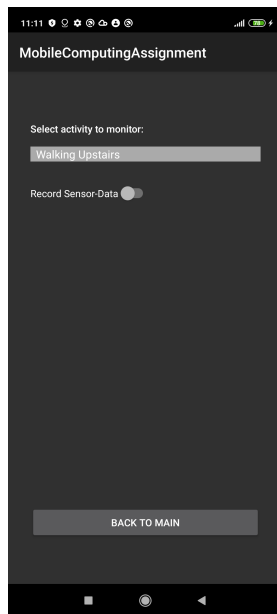 11:11
MobileComputingAssignment
Select activity to monitor:
Walking Upstairs
Record Sensor-Data
BACK TO MAIN